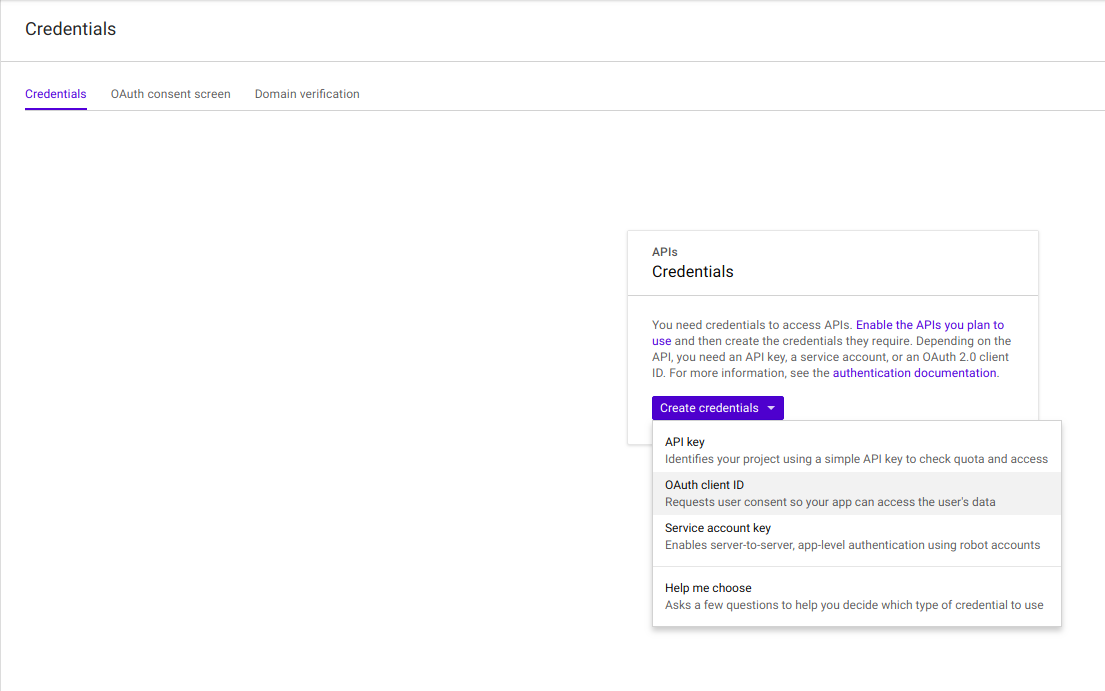 Credentials
Credentials
OAuth consent screen
Domain verification
APIs
Credentials
You need credentials to access APIs. Enable the APIs you plan to
use and then create the credentials they require. Depending on the
API, you need an API key, a service account, or an OAuth 2.0 client
ID. For more information, see the authentication documentation.
Create credentials
API key
Identifies your project using a simple API key to check quota and access
OAuth client ID
Requests user consent so your app can access the user's data
Service account key
Enables server-to-server, app-level authentication using robot accounts
Help me choose
Asks a few questions to help you decide which type of credential to use